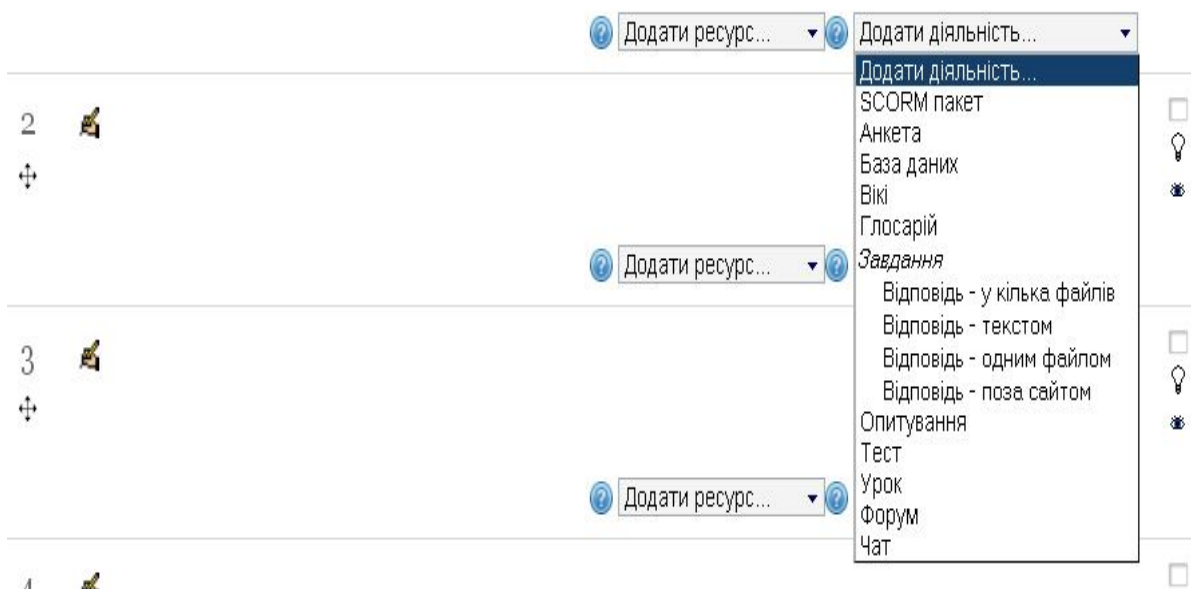 Додати ресурс... Додати діяльність...
Додати діяльність...
SCORM пакет
2
Анкета
База даних
Вікі
Глосарій
Додати ресурс...
Завдання
Відповідь - у кілька файлів
Відповідь - текстом
3
Відповідь - одним файлом
Відповідь - поза сайтом
Опитування
Тест
Додати ресурс...
Урок
Форум
Чат
4